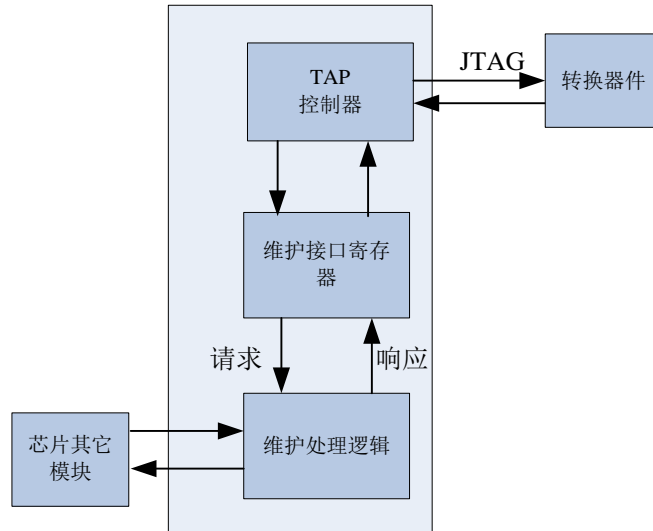 TAP
控制器
JTAG
转换器件
维护接口寄存
器
请求
响应
芯片其它
模块
维护处理逻辑